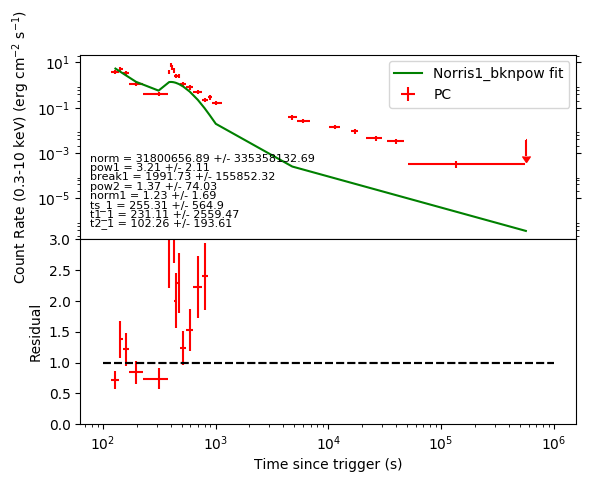 Count Rate (0.3-10 keV) (erg cm⁻² s⁻¹)
10¹
10⁻¹
10⁻³
10⁻⁵
Norris1_bknpow fit
PC
norm = 31800656.89 +/- 335358132.69
pow1 = 3.21 +/- 2.11
break1 = 1991.73 +/- 155852.32
pow2 = 1.37 +/- 74.03
norm1 = 1.23 +/- 1.69
ts_1 = 255.31 +/- 564.9
t1_1 = 231.11 +/- 2559.47
t2_1 = 102.26 +/- 193.61
Residual
3.0
2.5
2.0
1.5
1.0
0.5
0.0
10² 10³ 10⁴ 10⁵ 10⁶
Time since trigger (s)